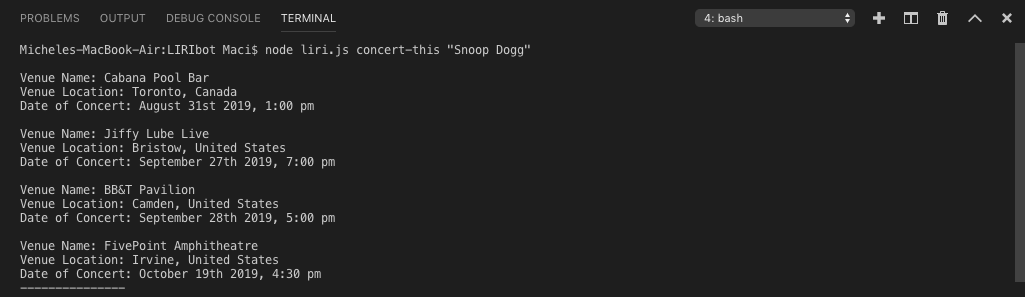 PROBLEMS OUTPUT DEBUG CONSOLE TERMINAL 4: bash
Micheles-MacBook-Air:LIRIbot Maci$ node liri.js concert-this "Snoop Dogg"
Venue Name: Cabana Pool Bar
Venue Location: Toronto, Canada
Date of Concert: August 31st 2019, 1:00 pm
Venue Name: Jiffy Lube Live
Venue Location: Bristow, United States
Date of Concert: September 27th 2019, 7:00 pm
Venue Name: BB&T Pavilion
Venue Location: Camden, United States
Date of Concert: September 28th 2019, 5:00 pm
Venue Name: FivePoint Amphitheatre
Venue Location: Irvine, United States
Date of Concert: October 19th 2019, 4:30 pm
---------------